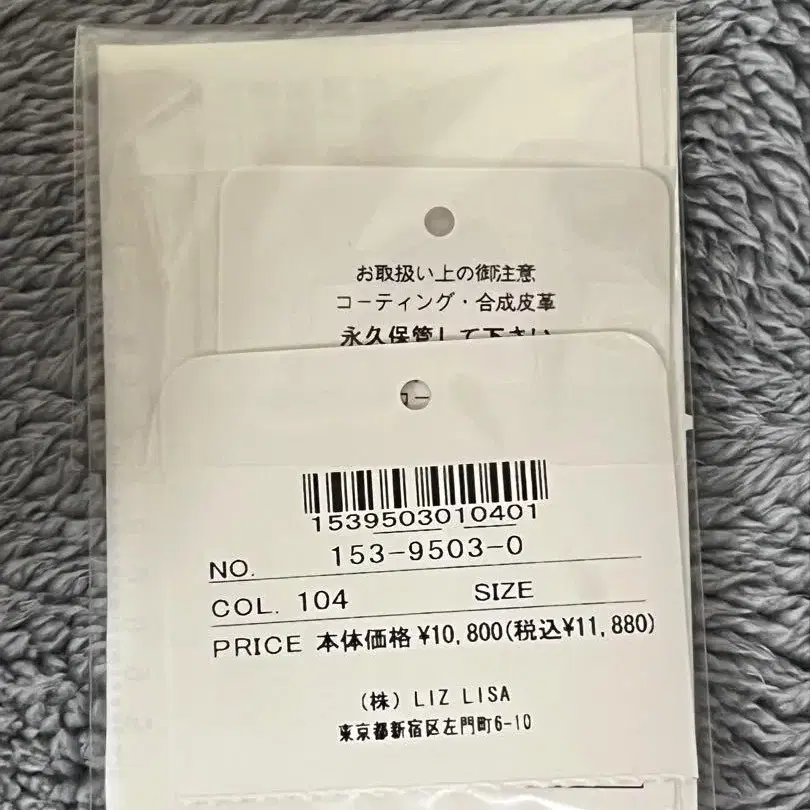 お取扱い上の御注意
コーティング・合成皮革
永久保管して下さい
1539503010401
NO. 153-9503-0
COL. 104 SIZE
PRICE 本体価格 ¥10,800(税込¥11,880)
(株) LIZ LISA
東京都新宿区左門町6-10